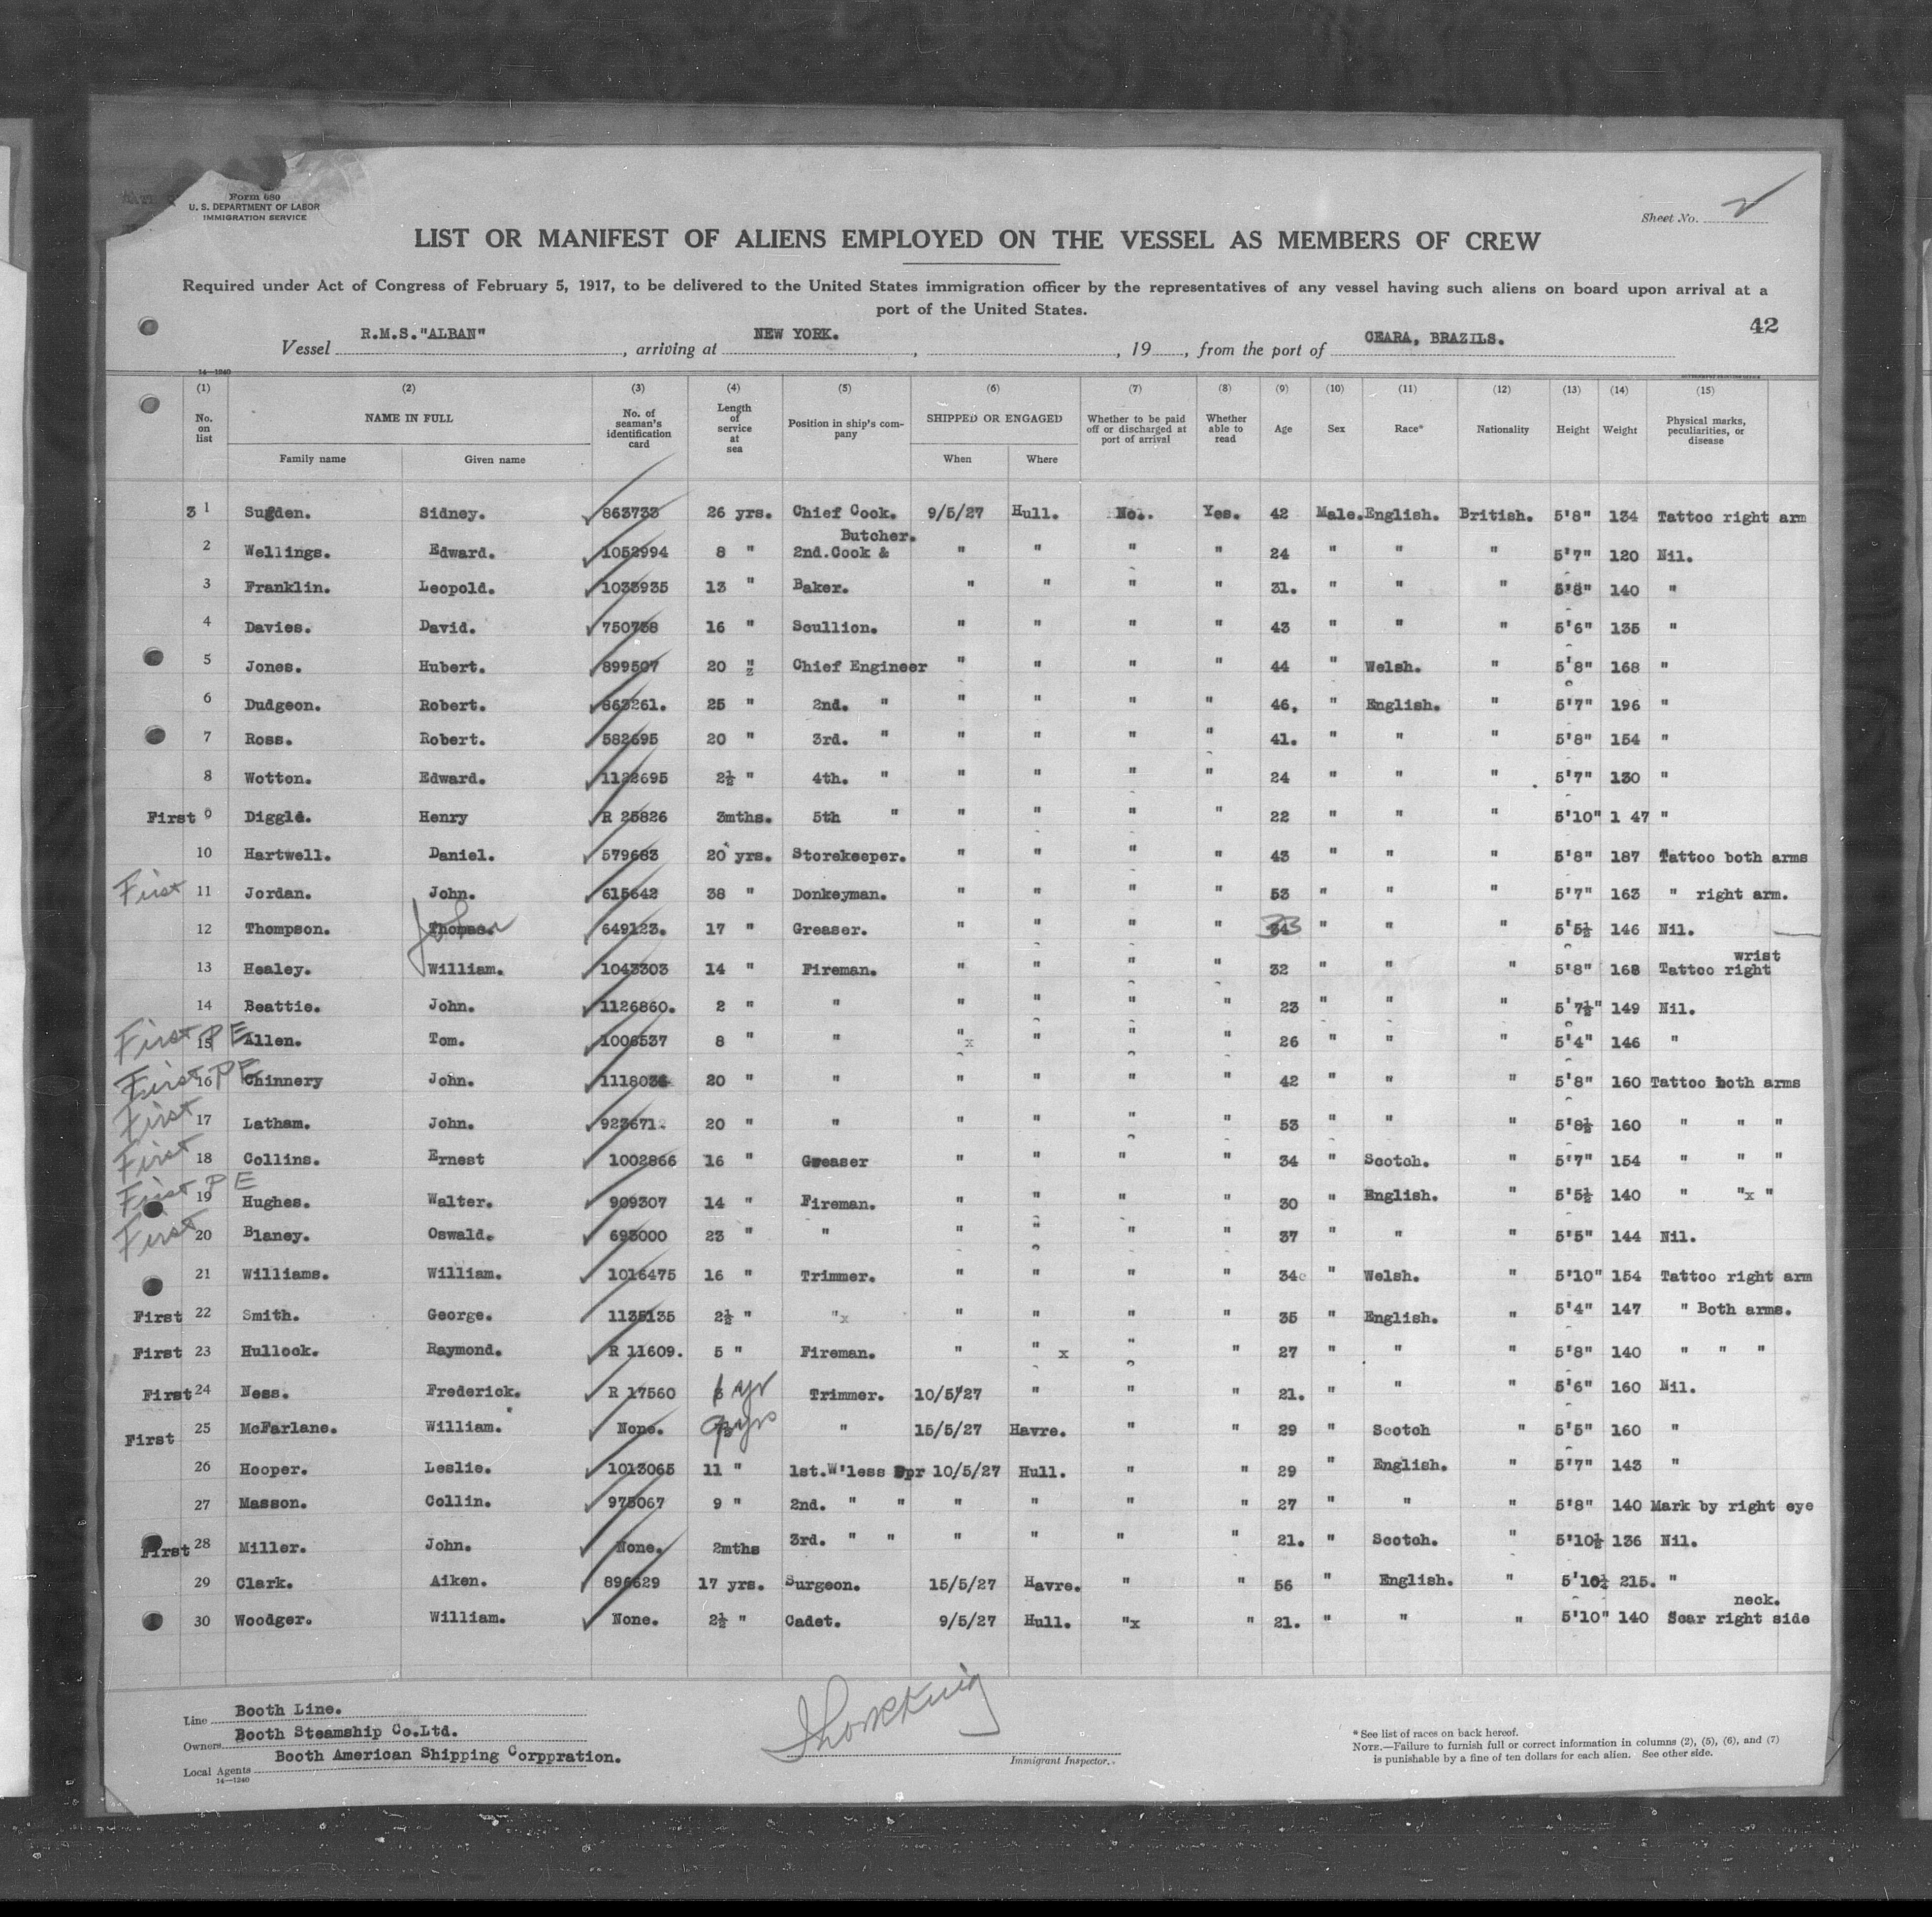 Form 680
U. S. DEPARTMENT OF LABOR
IMMIGRATION SERVICE
Sheet No. 2
LIST OR MANIFEST OF ALIENS EMPLOYED ON THE VESSEL AS MEMBERS OF CREW
Required under Act of Congress of February 5, 1917, to be delivered to the United States immigration officer by the representatives of any vessel having such aliens on board upon arrival at a
port of the United States.
42
Vessel R.M.S."ALBAN", arriving at NEW YORK., , 19 , from the port of CEARA, BRAZILS.
14—1240
(1) (2) (3) (4) (5) (6) (7) (8) (9) (10) (11) (12) (13) (14) (15)
No. on list NAME IN FULL No. of seaman's identification card Length of service at sea Position in ship's company SHIPPED OR ENGAGED Whether to be paid off or discharged at port of arrival Whether able to read Age Sex Race* Nationality Height Weight Physical marks, peculiarities, or disease
Family name Given name When Where
3 1 Sugden. Sidney. 863733 26 yrs. Chief Cook. 9/5/27 Hull. No.. Yes. 42 Male. English. British. 5'8" 134 Tattoo right arm
Butcher.
2 Wellings. Edward. 1052994 8 " 2nd.Cook & " " " " 24 " " " 5'7" 120 Nil.
3 Franklin. Leopold. 1033935 13 " Baker. " " " " 31. " " " 5'8" 140 "
4 Davies. David. 750738 16 " Scullion. " " " " 43 " " " 5'6" 135 "
5 Jones. Hubert. 899507 20 " Chief Engineer " " " " 44 " Welsh. " 5'8" 168 "
6 Dudgeon. Robert. 863261. 25 " 2nd. " " " " " 46, " English. " 5'7" 196 "
7 Ross. Robert. 582695 20 " 3rd. " " " " " 41. " " " 5'8" 154 "
8 Wotton. Edward. 1122695 2½ " 4th. " " " " " 24 " " " 5'7" 130 "
First 9 Diggle. Henry R 25826 3mths. 5th " " " " " 22 " " " 5'10" 1 47 "
10 Hartwell. Daniel. 579683 20 yrs. Storekeeper. " " " " 43 " " " 5'8" 187 Tattoo both arms
First 11 Jordan. John. 615642 38 " Donkeyman. " " " " 53 " " " 5'7" 163 " right arm.
12 Thompson. Thomas. John 649123. 17 " Greaser. " " " " 33 " " " 5'5½ 146 Nil.
wrist
13 Healey. William. 1043303 14 " Fireman. " " " " 32 " " " 5'8" 168 Tattoo right
14 Beattie. John. 1126860. 2 " " " " " " 23 " " " 5'7½" 149 Nil.
First PE 15 Allen. Tom. 1006537 8 " " " x " " " 26 " " " 5'4" 146 "
First PE 16 Chinnery John. 20 " " " " " " 42 " " " 5'8" 160 Tattoo both arms
First 17 Latham. John. 923671 20 " " " " " " 53 " " " 5'8½ 160 " " "
First 18 Collins. Ernest 1002866 16 " Greaser " " " " 34 " Scotch. " 5'7" 154 " " "
First PE 19 Hughes. Walter. 909307 14 " Fireman. " " " " 30 " English. " 5'5½ 140 " "x "
First 20 Blaney. Oswald. 693000 23 " " " " " " 37 " " " 5'5" 144 Nil.
21 Williams. William. 1016475 16 " Trimmer. " " " " 34 " Welsh. " 5'10" 154 Tattoo right arm
First 22 Smith. George. 1135135 2½ " "x " " " " 35 " English. " 5'4" 147 " Both arms.
First 23 Hullock. Raymond. R 11609. 5 " Fireman. " " x " " 27 " " " 5'8" 140 " " "
First 24 Ness. Frederick. R 17560 yr Trimmer. 10/5/27 " " " 21. " " " 5'6" 160 Nil.
First 25 McFarlane. William. None. yrs " 15/5/27 Havre. " " 29 " Scotch " 5'5" 160 "
26 Hooper. Leslie. 1013065 11 " 1st.W'less Opr 10/5/27 Hull. " " 29 " English. " 5'7" 143 "
27 Masson. Collin. 975067 9 " 2nd. " " " " " " 27 " " " 5'8" 140 Mark by right eye
First 28 Miller. John. None. 2mths 3rd. " " " " " " 21. " Scotch. " 5'10½ 136 Nil.
29 Clark. Aiken. 896629 17 yrs. Surgeon. 15/5/27 Havre. " " 56 " English. " 5'10½ 215. "
neck.
30 Woodger. William. None. 2½ " Cadet. 9/5/27 Hull. "x " 21. " " " 5'10" 140 Scar right side
Line Booth Line.
Owners Booth Steamship Co.Ltd.
Local Agents Booth American Shipping Corppration.
14—1240
Immigrant Inspector.
* See list of races on back hereof.
NOTE.—Failure to furnish full or correct information in columns (2), (5), (6), and (7)
is punishable by a fine of ten dollars for each alien. See other side.